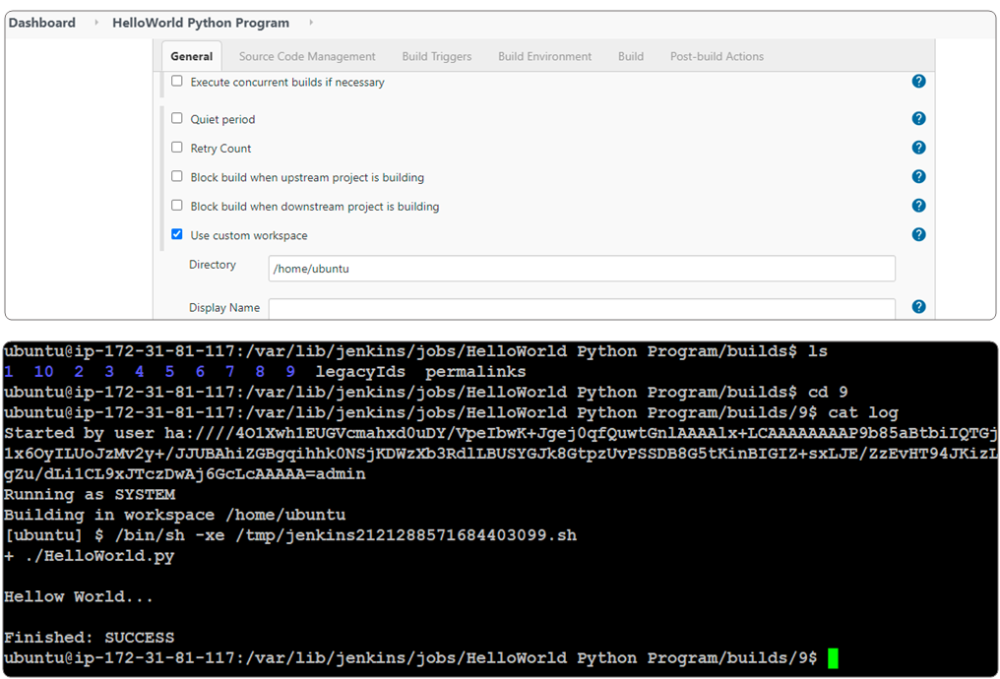 Dashboard HelloWorld Python Program
General Source Code Management Build Triggers Build Environment Build Post-build Actions
Execute concurrent builds if necessary ?
Quiet period ?
Retry Count ?
Block build when upstream project is building ?
Block build when downstream project is building ?
Use custom workspace ?
Directory /home/ubuntu
Display Name ?
ubuntu@ip-172-31-81-117:/var/lib/jenkins/jobs/HelloWorld Python Program/builds$ ls
1 10 2 3 4 5 6 7 8 9 legacyIds permalinks
ubuntu@ip-172-31-81-117:/var/lib/jenkins/jobs/HelloWorld Python Program/builds$ cd 9
ubuntu@ip-172-31-81-117:/var/lib/jenkins/jobs/HelloWorld Python Program/builds/9$ cat log
Started by user ha:////4O1Xwh1EUGVcmahxd0uDY/VpeIbwK+Jgej0qfQuwtGnlAAAAlx+LCAAAAAAAAP9b85aBtbiIQTGj
1x6OyILUoJzMv2y+/JJUBAhiZGBgqihhk0NSjKDWzXb3RdlLBUSYGJk8GtpzUvPSSDB8G5tKinBIGIZ+sxLJE/ZzEvHT94JKizL
gZu/dLi1CL9xJTczDwAj6GcLcAAAAA=admin
Running as SYSTEM
Building in workspace /home/ubuntu
[ubuntu] $ /bin/sh -xe /tmp/jenkins2121288571684403099.sh
+ ./HelloWorld.py
Hellow World...
Finished: SUCCESS
ubuntu@ip-172-31-81-117:/var/lib/jenkins/jobs/HelloWorld Python Program/builds/9$